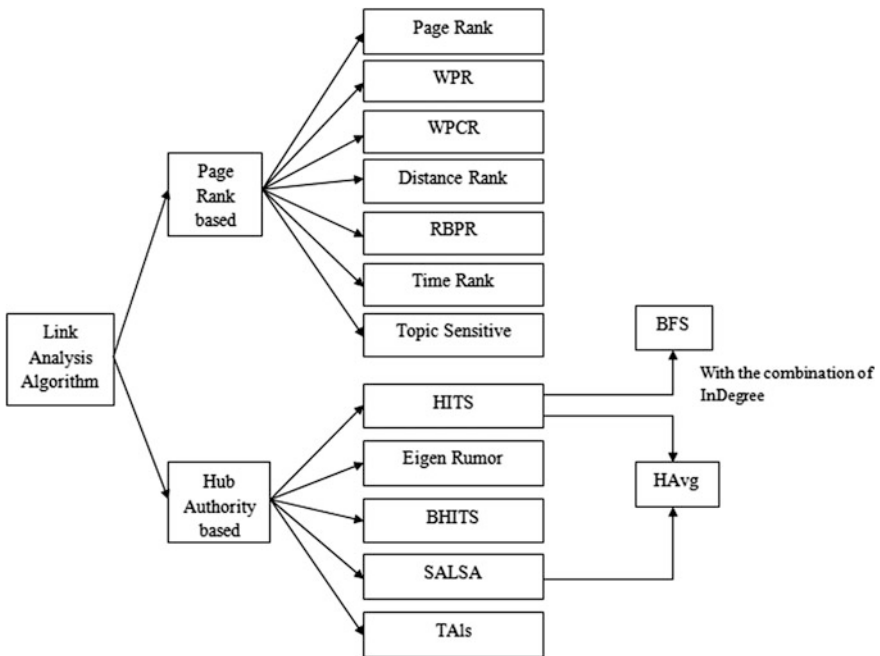 Link
Analysis
Algorithm
Page
Rank
based
Page Rank
WPR
WPCR
Distance Rank
RBPR
Time Rank
Topic Sensitive
Hub
Authority
based
HITS
Eigen Rumor
BHITS
SALSA
TAls
BFS
With the combination of
InDegree
HAvg